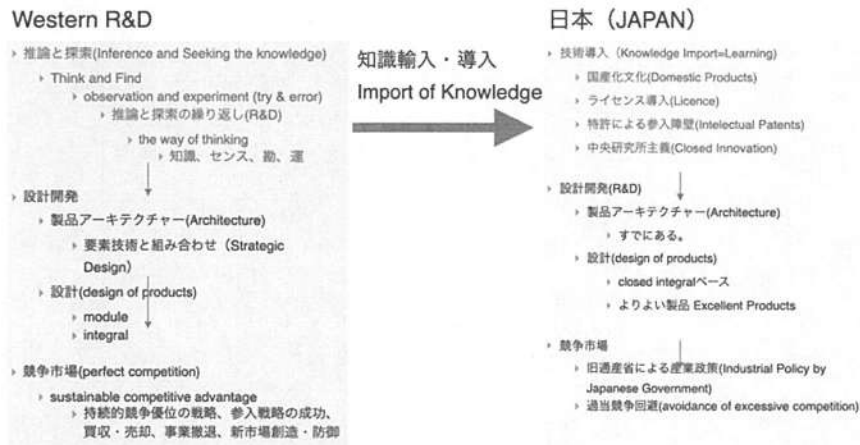 Western R&D
推論と探索(Inference and Seeking the knowledge)
Think and Find
observation and experiment (try & error)
推論と探索の繰り返し(R&D)
the way of thinking
知識、センス、勘、運
設計開発
製品アーキテクチャー(Architecture)
要素技術と組み合わせ（Strategic
Design）
設計(design of products)
module
integral
競争市場(perfect competition)
sustainable competitive advantage
持続的競争優位の戦略、参入戦略の成功、
買収・売却、事業撤退、新市場創造・防御
知識輸入・導入
Import of Knowledge
日本（JAPAN）
技術導入（Knowledge Import=Learning)
国産化文化(Domestic Products)
ライセンス導入(Licence)
特許による参入障壁(Intelectual Patents)
中央研究所主義(Closed Innovation)
設計開発(R&D)
製品アーキテクチャー(Architecture)
すでにある。
設計(design of products)
closed integralベース
よりよい製品 Excellent Products
競争市場
旧通産省による産業政策(Industrial Policy by
Japanese Government)
過当競争回避(avoidance of excessive competition)